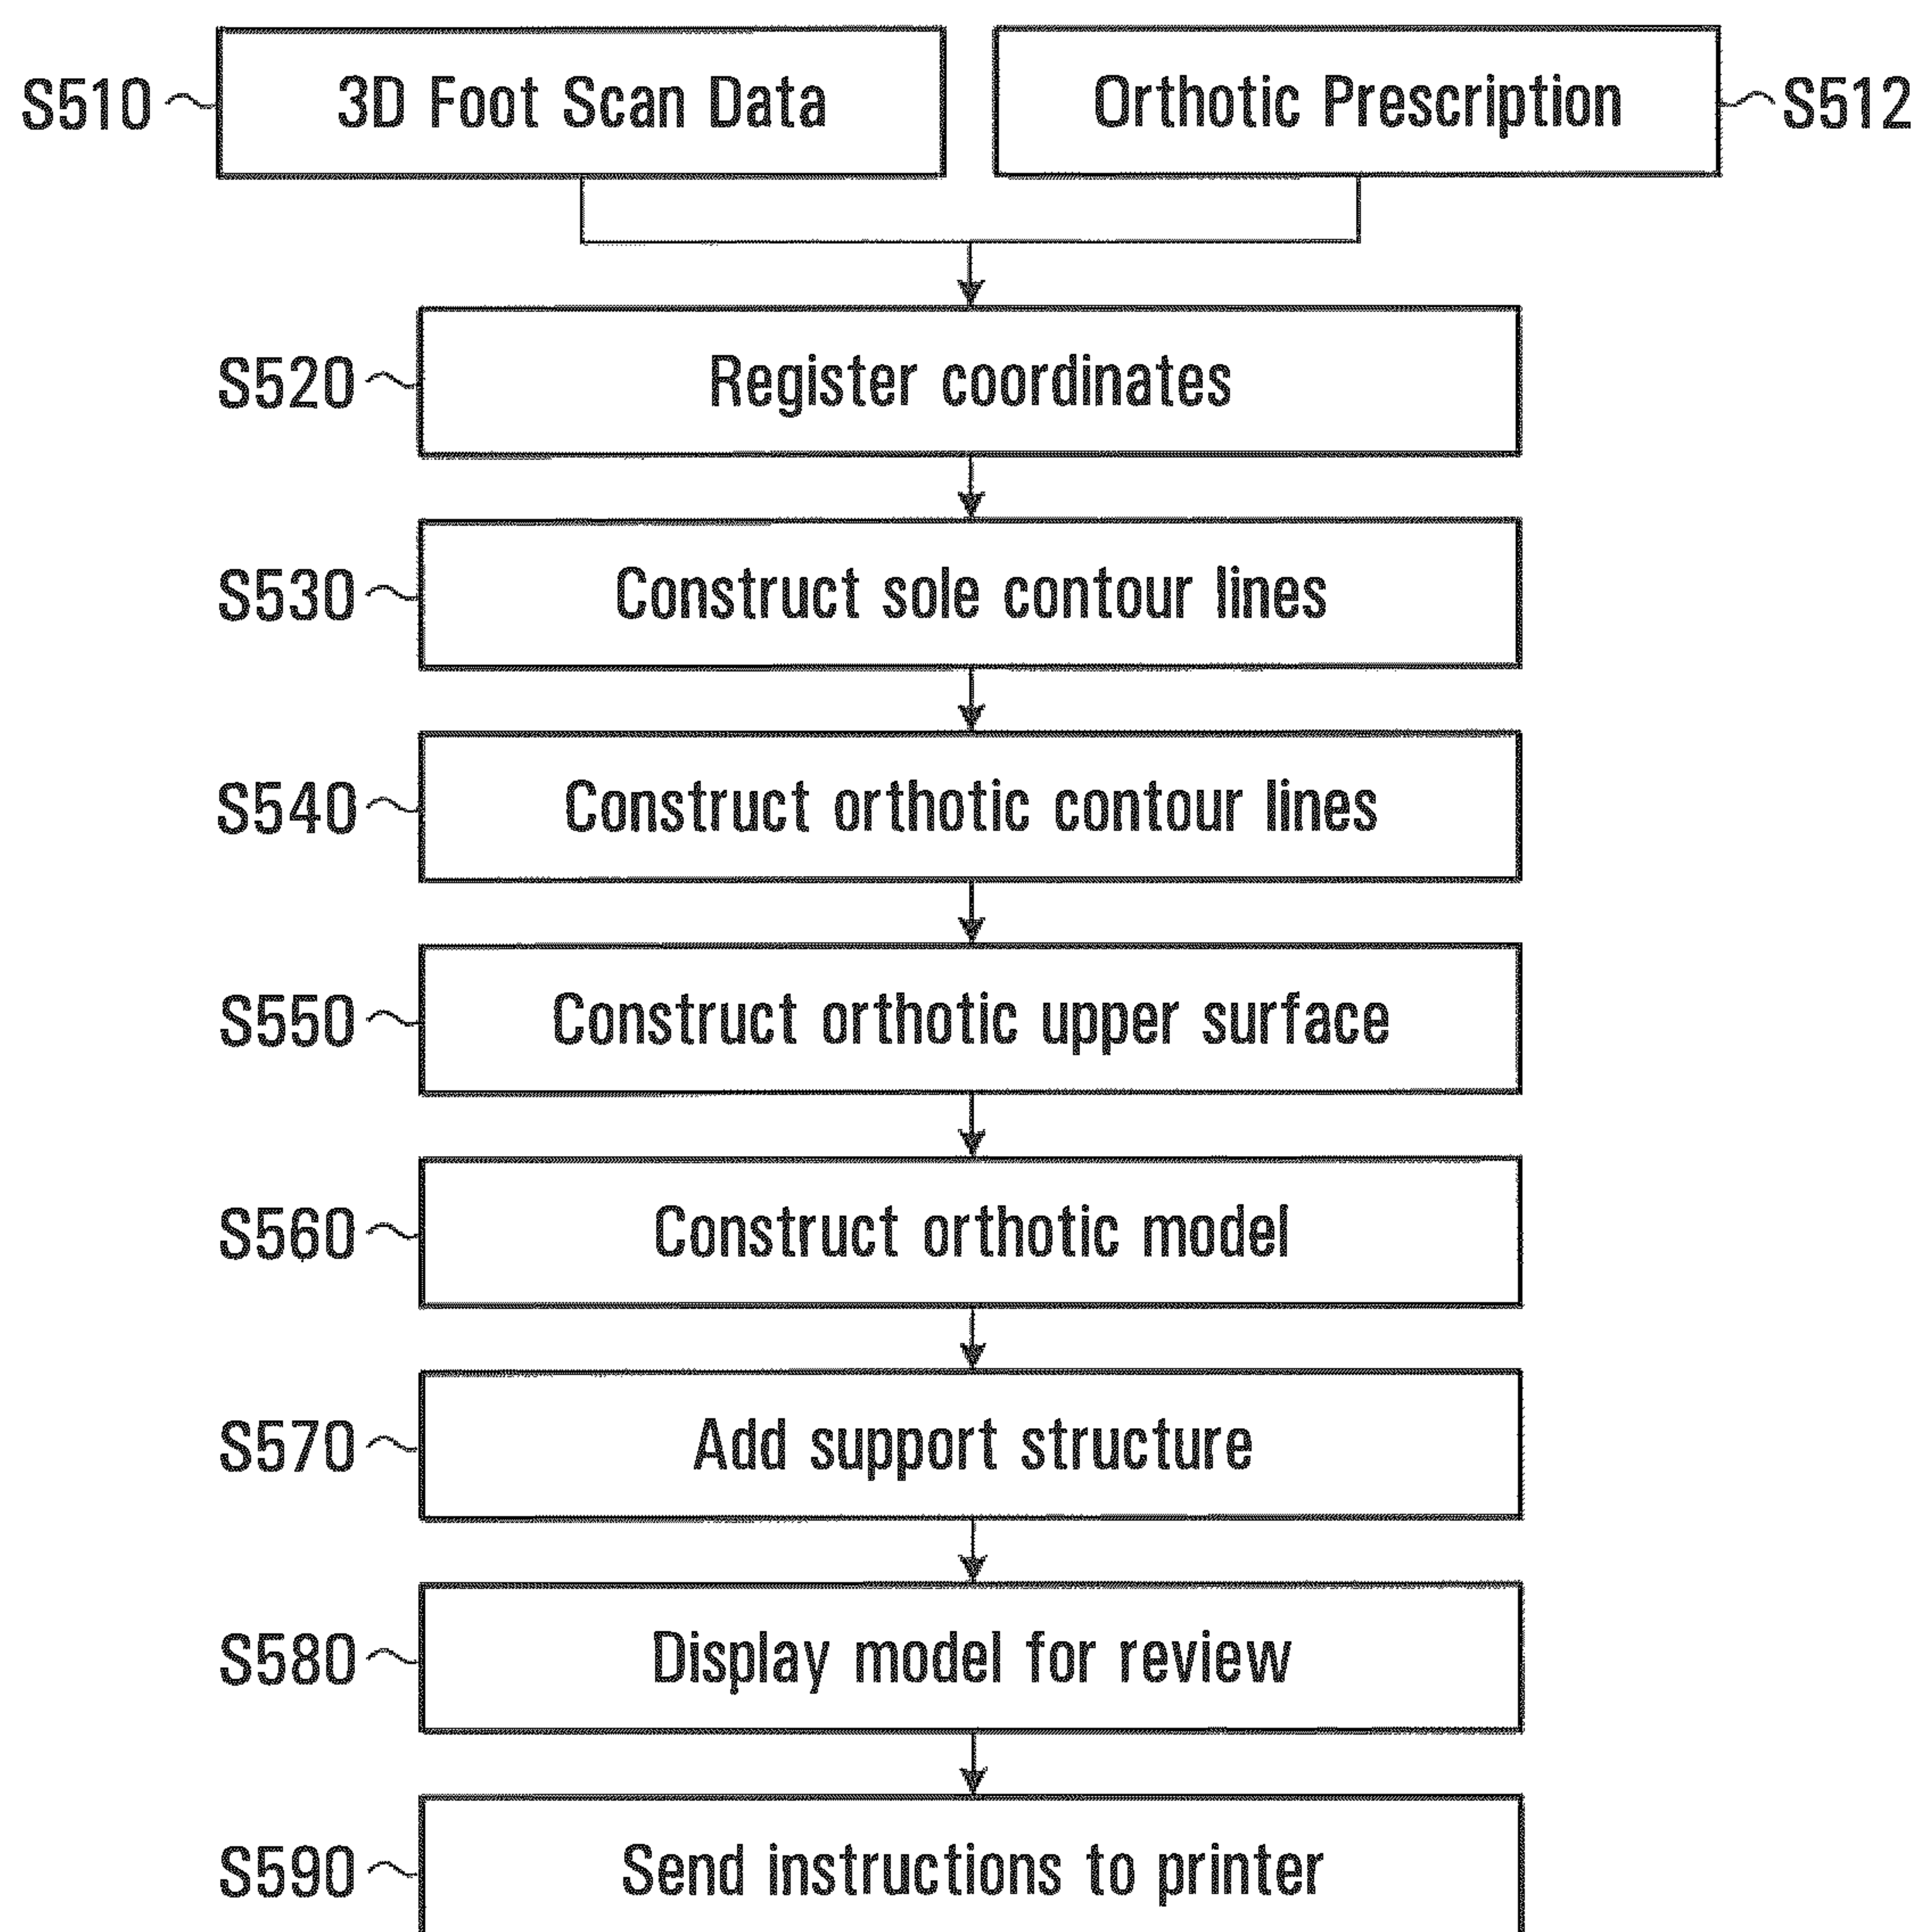 S510 3D Foot Scan Data Orthotic Prescription S512
S520 Register coordinates
S530 Construct sole contour lines
S540 Construct orthotic contour lines
S550 Construct orthotic upper surface
S560 Construct orthotic model
S570 Add support structure
S580 Display model for review
S590 Send instructions to printer